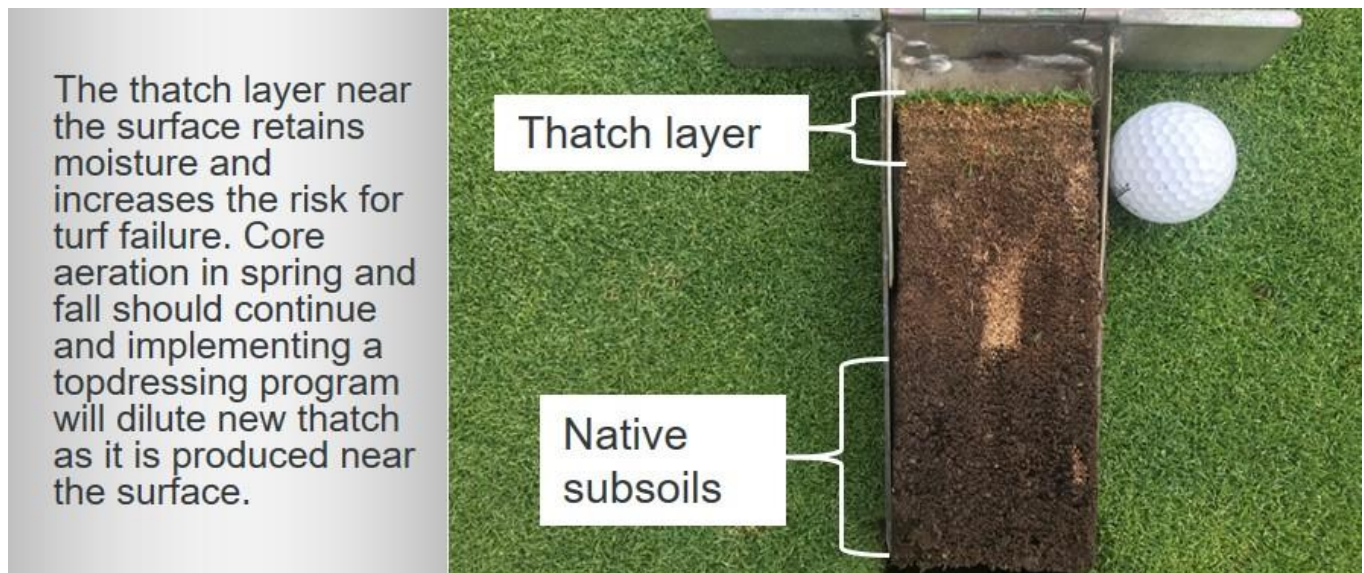 The thatch layer near
the surface retains
moisture and
increases the risk for
turf failure. Core
aeration in spring and
fall should continue
and implementing a
topdressing program
will dilute new thatch
as it is produced near
the surface.
Thatch layer
Native
subsoils